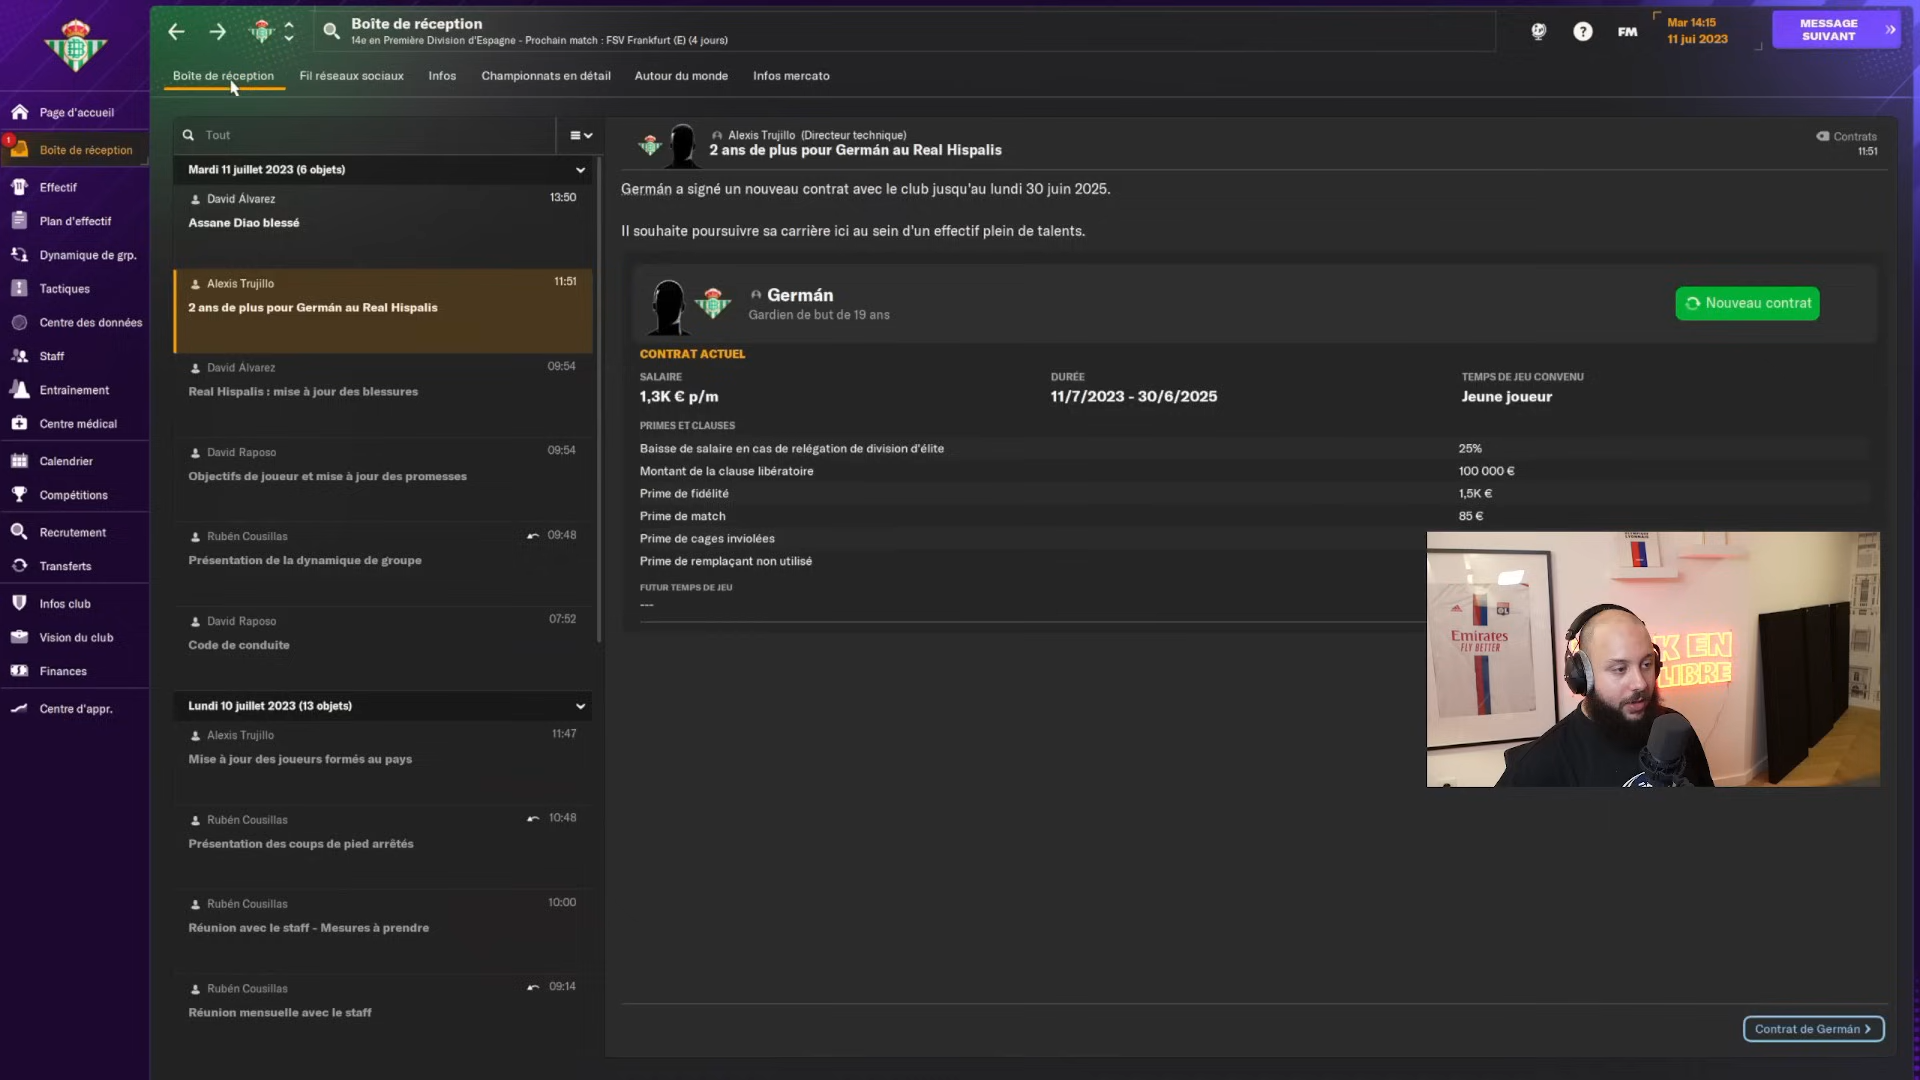 Boîte de réception
14e en Première Division d'Espagne - Prochain match : FSV Frankfurt (E) (4 jours)
FM
Mar 14:15
11 jui 2023
MESSAGE
SUIVANT
Boîte de réception
Fil réseaux sociaux
Infos
Championnats en détail
Autour du monde
Infos mercato
Page d'accueil
1
Boîte de réception
Effectif
Plan d'effectif
Dynamique de grp.
Tactiques
Centre des données
Staff
Entraînement
Centre médical
Calendrier
Compétitions
Recrutement
Transferts
Infos club
Vision du club
Finances
Centre d'appr.
Tout
Mardi 11 juillet 2023 (6 objets)
David Álvarez 13:50
Assane Diao blessé
Alexis Trujillo 11:51
2 ans de plus pour Germán au Real Hispalis
David Álvarez 09:54
Real Hispalis : mise à jour des blessures
David Raposo 09:54
Objectifs de joueur et mise à jour des promesses
Rubén Cousillas 09:48
Présentation de la dynamique de groupe
David Raposo 07:52
Code de conduite
Lundi 10 juillet 2023 (13 objets)
Alexis Trujillo 11:47
Mise à jour des joueurs formés au pays
Rubén Cousillas 10:48
Présentation des coups de pied arrêtés
Rubén Cousillas 10:00
Réunion avec le staff - Mesures à prendre
Rubén Cousillas 09:14
Réunion mensuelle avec le staff
Alexis Trujillo (Directeur technique)
2 ans de plus pour Germán au Real Hispalis
Contrats
11:51
Germán a signé un nouveau contrat avec le club jusqu'au lundi 30 juin 2025.
Il souhaite poursuivre sa carrière ici au sein d'un effectif plein de talents.
Germán
Gardien de but de 19 ans
Nouveau contrat
CONTRAT ACTUEL
SALAIRE
1,3K € p/m
DURÉE
11/7/2023 - 30/6/2025
TEMPS DE JEU CONVENU
Jeune joueur
PRIMES ET CLAUSES
Baisse de salaire en cas de relégation de division d'élite 25%
Montant de la clause libératoire 100 000 €
Prime de fidélité 1,5K €
Prime de match 85 €
Prime de cages inviolées
Prime de remplaçant non utilisé
FUTUR TEMPS DE JEU
---
Emirates
FLY BETTER
OL
K EN
LIBRE
Contrat de Germán >